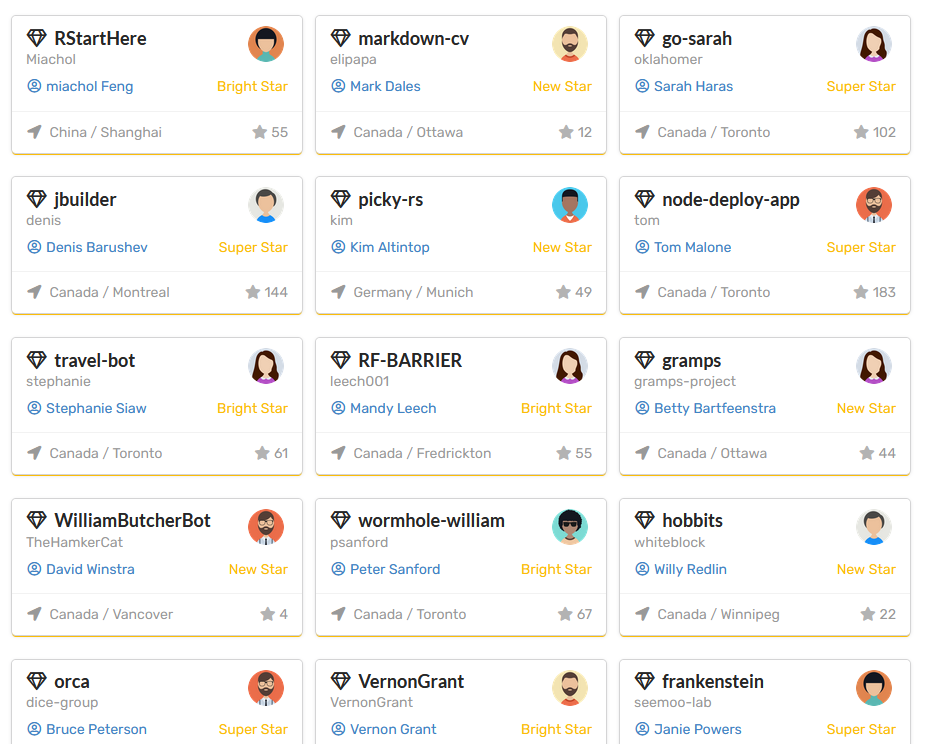 RStartHere
Miachol
miachol Feng Bright Star
China / Shanghai 55
markdown-cv
elipapa
Mark Dales New Star
Canada / Ottawa 12
go-sarah
oklahomer
Sarah Haras Super Star
Canada / Toronto 102
jbuilder
denis
Denis Barushev Super Star
Canada / Montreal 144
picky-rs
kim
Kim Altintop New Star
Germany / Munich 49
node-deploy-app
tom
Tom Malone Super Star
Canada / Toronto 183
travel-bot
stephanie
Stephanie Siaw Bright Star
Canada / Toronto 61
RF-BARRIER
leech001
Mandy Leech Bright Star
Canada / Fredrickton 55
gramps
gramps-project
Betty Bartfeenstra New Star
Canada / Ottawa 44
WilliamButcherBot
TheHamkerCat
David Winstra New Star
Canada / Vancover 4
wormhole-william
psanford
Peter Sanford Bright Star
Canada / Toronto 67
hobbits
whiteblock
Willy Redlin New Star
Canada / Winnipeg 22
orca
dice-group
Bruce Peterson Super Star
VernonGrant
VernonGrant
Vernon Grant Bright Star
frankenstein
seemoo-lab
Janie Powers Super Star